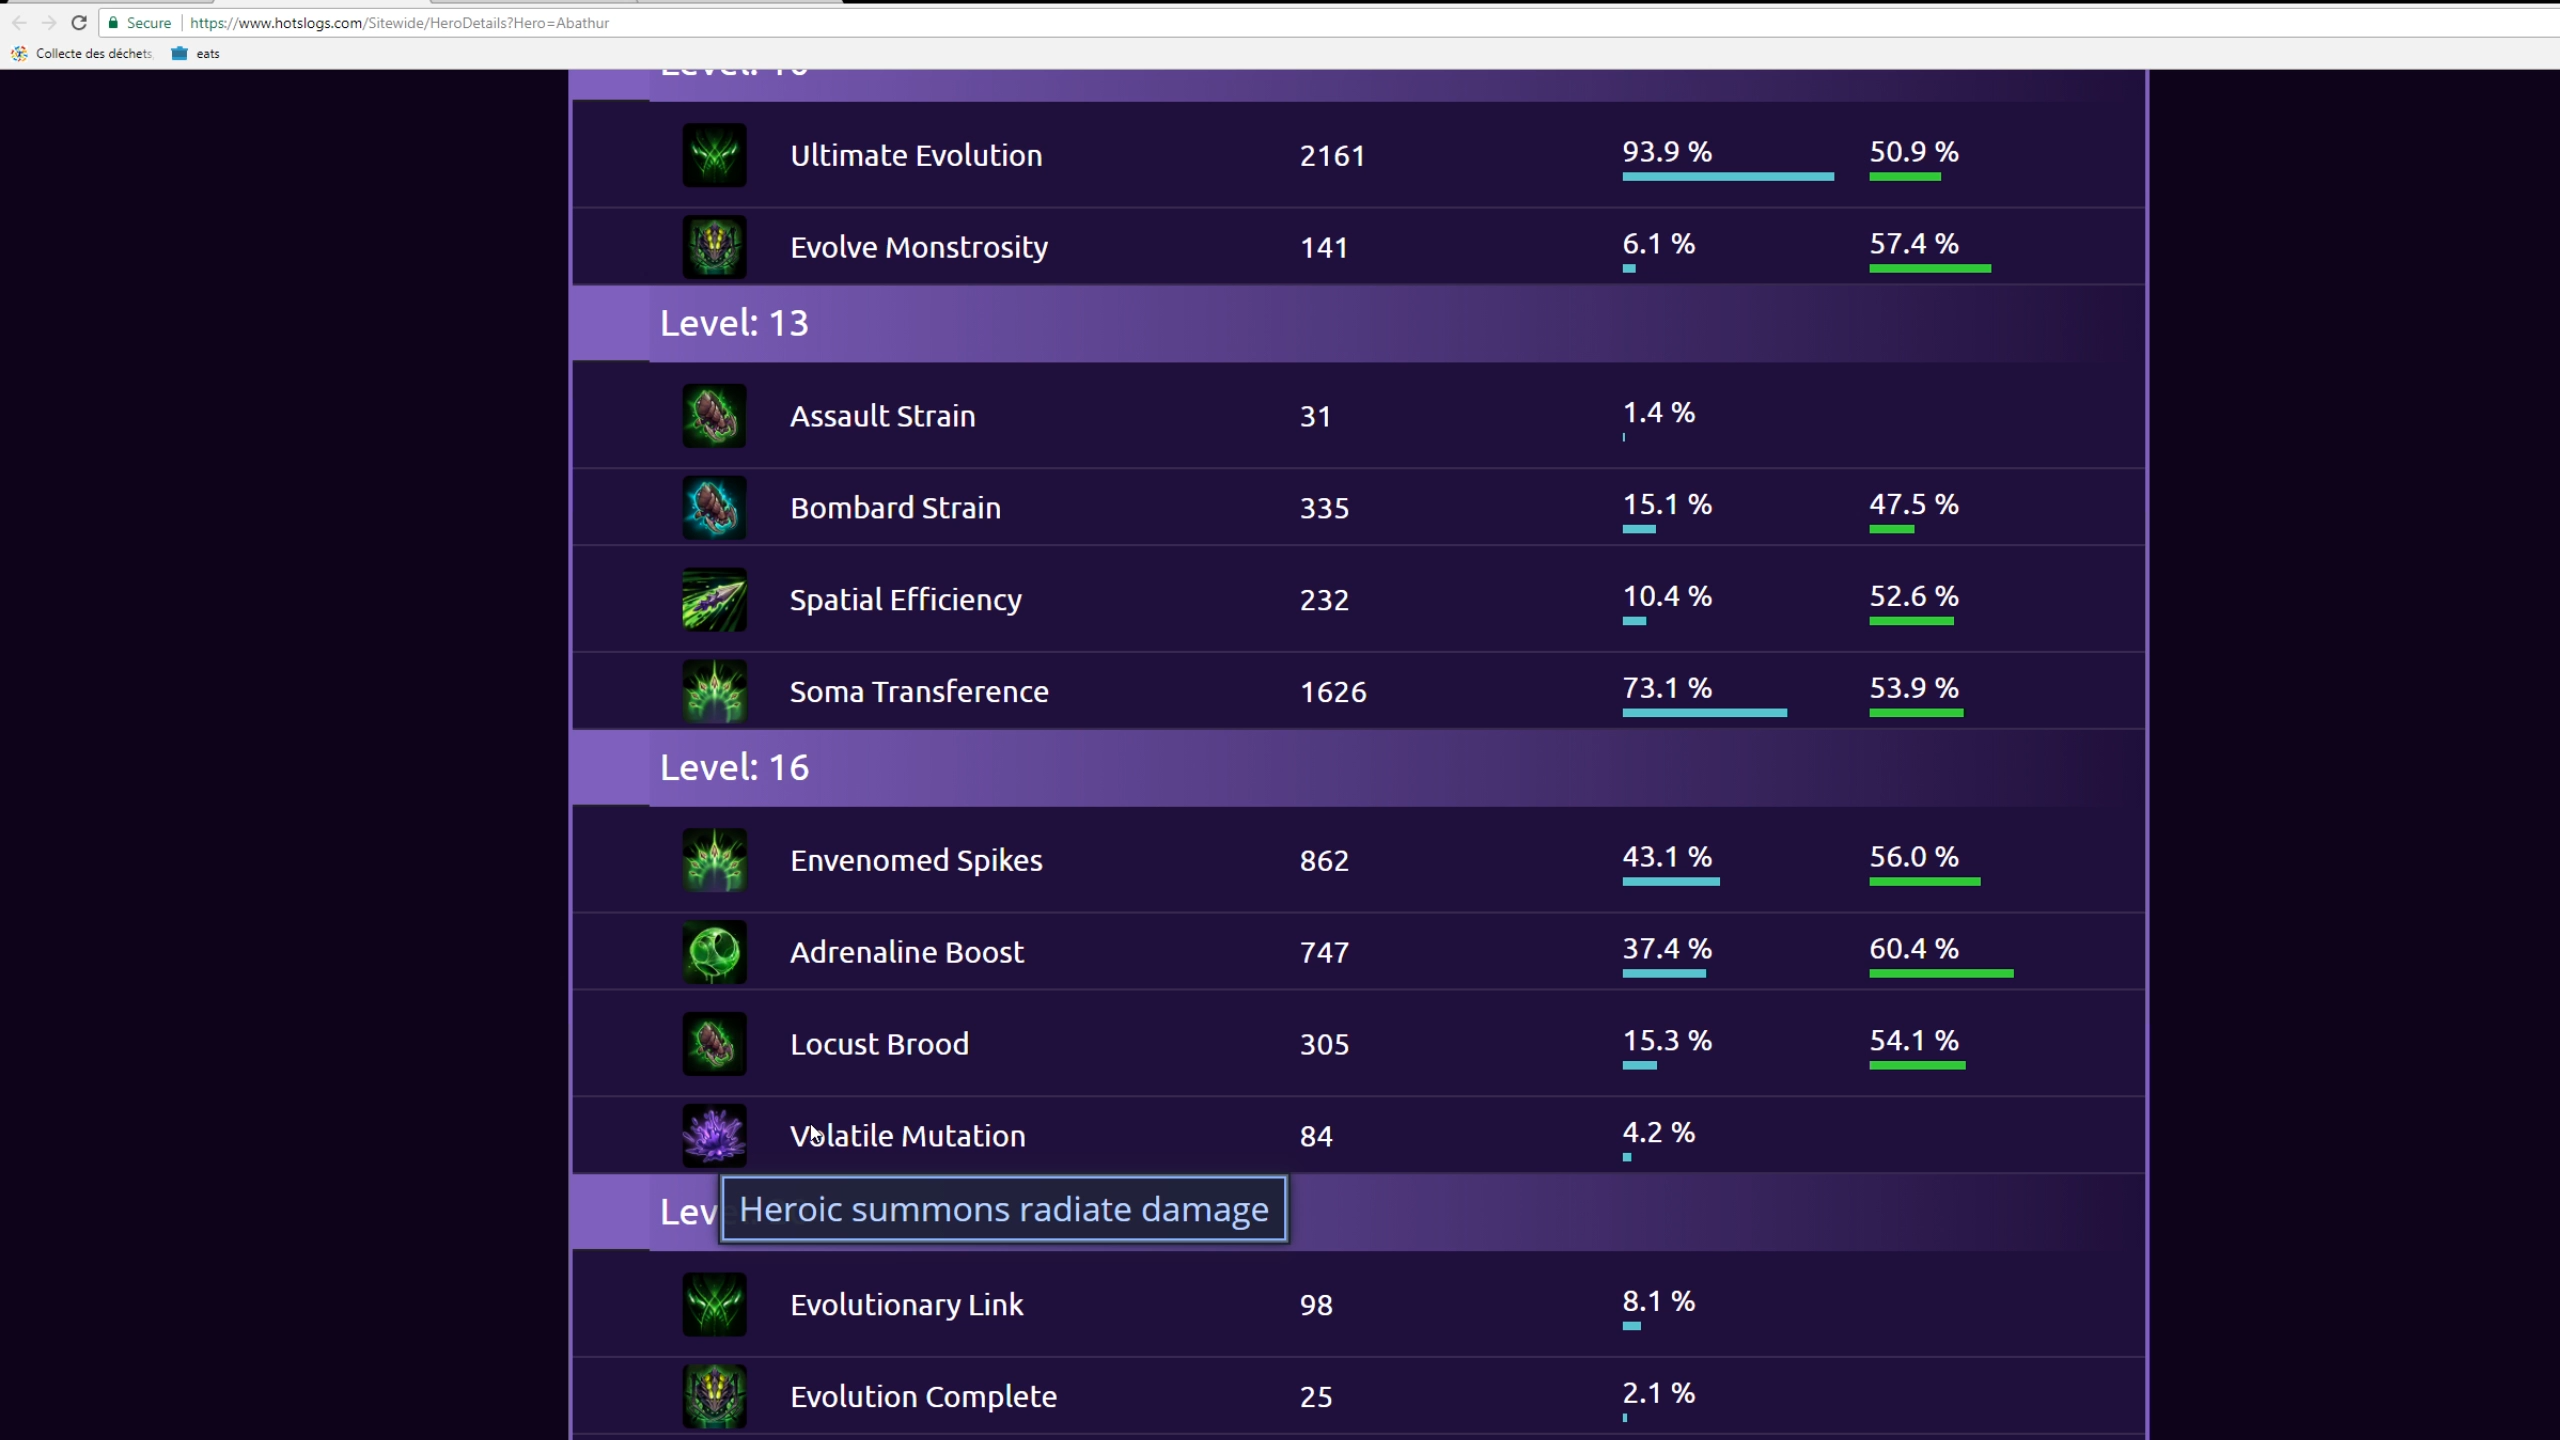 Secure https://www.hotslogs.com/Sitewide/HeroDetails?Hero=Abathur
Collecte des déchets eats
Ultimate Evolution 2161 93.9 % 50.9 %
Evolve Monstrosity 141 6.1 % 57.4 %
Level: 13
Assault Strain 31 1.4 %
Bombard Strain 335 15.1 % 47.5 %
Spatial Efficiency 232 10.4 % 52.6 %
Soma Transference 1626 73.1 % 53.9 %
Level: 16
Envenomed Spikes 862 43.1 % 56.0 %
Adrenaline Boost 747 37.4 % 60.4 %
Locust Brood 305 15.3 % 54.1 %
Volatile Mutation 84 4.2 %
Heroic summons radiate damage
Evolutionary Link 98 8.1 %
Evolution Complete 25 2.1 %